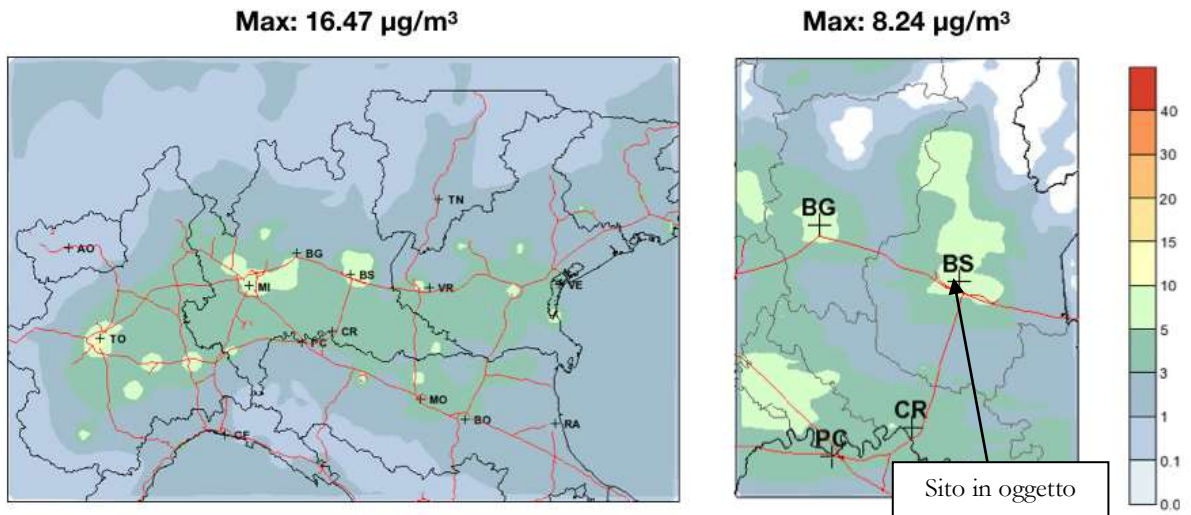 Max: 16.47 µg/m³
Max: 8.24 µg/m³
AO
TO
MI
BG
BS
TN
VR
VE
CR
PC
MO
BO
RA
GE
BG
BS
CR
PC
Sito in oggetto
40
30
20
15
10
5
3
1
0.1
0.0